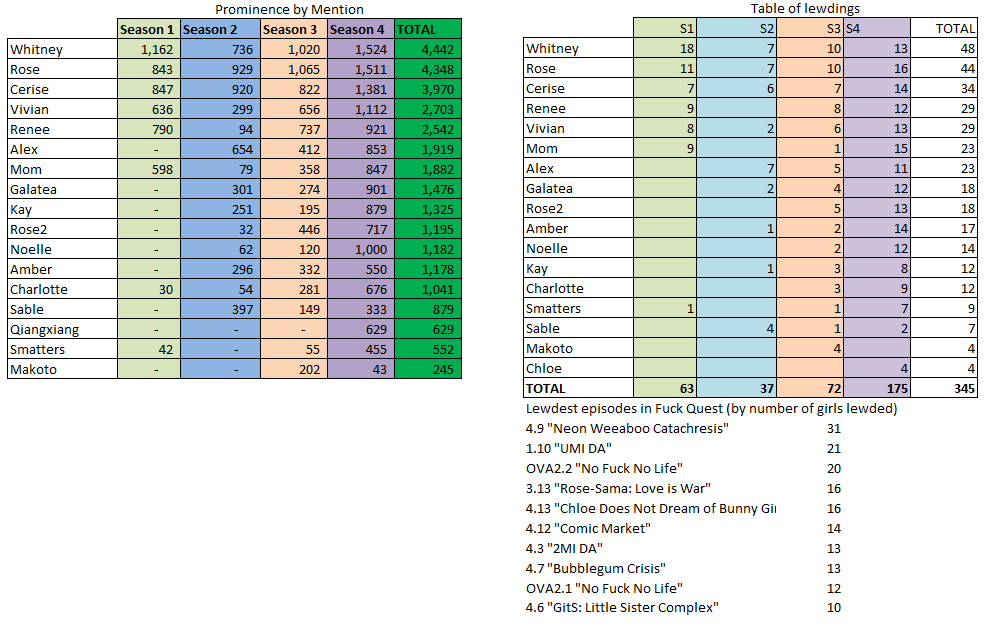 Prominence by Mention
Season 1 Season 2 Season 3 Season 4 TOTAL
Whitney 1,162 736 1,020 1,524 4,442
Rose 843 929 1,065 1,511 4,348
Cerise 847 920 822 1,381 3,970
Vivian 636 299 656 1,112 2,703
Renee 790 94 737 921 2,542
Alex - 654 412 853 1,919
Mom 598 79 358 847 1,882
Galatea - 301 274 901 1,476
Kay - 251 195 879 1,325
Rose2 - 32 446 717 1,195
Noelle - 62 120 1,000 1,182
Amber - 296 332 550 1,178
Charlotte 30 54 281 676 1,041
Sable - 397 149 333 879
Qiangxiang - - - 629 629
Smatters 42 - 55 455 552
Makoto - - 202 43 245
Table of lewdings
S1 S2 S3 S4 TOTAL
Whitney 18 7 10 13 48
Rose 11 7 10 16 44
Cerise 7 6 7 14 34
Renee 9 8 12 29
Vivian 8 2 6 13 29
Mom 9 1 15 23
Alex 7 5 11 23
Galatea 2 4 12 18
Rose2 5 13 18
Amber 1 2 14 17
Noelle 2 12 14
Kay 1 3 8 12
Charlotte 3 9 12
Smatters 1 1 7 9
Sable 4 1 2 7
Makoto 4 4
Chloe 4 4
TOTAL 63 37 72 175 345
Lewdest episodes in Fuck Quest (by number of girls lewded)
4.9 "Neon Weeaboo Catachresis" 31
1.10 "UMI DA" 21
OVA2.2 "No Fuck No Life" 20
3.13 "Rose-Sama: Love is War" 16
4.13 "Chloe Does Not Dream of Bunny Gir 16
4.12 "Comic Market" 14
4.3 "2MI DA" 13
4.7 "Bubblegum Crisis" 13
OVA2.1 "No Fuck No Life" 12
4.6 "GitS: Little Sister Complex" 10